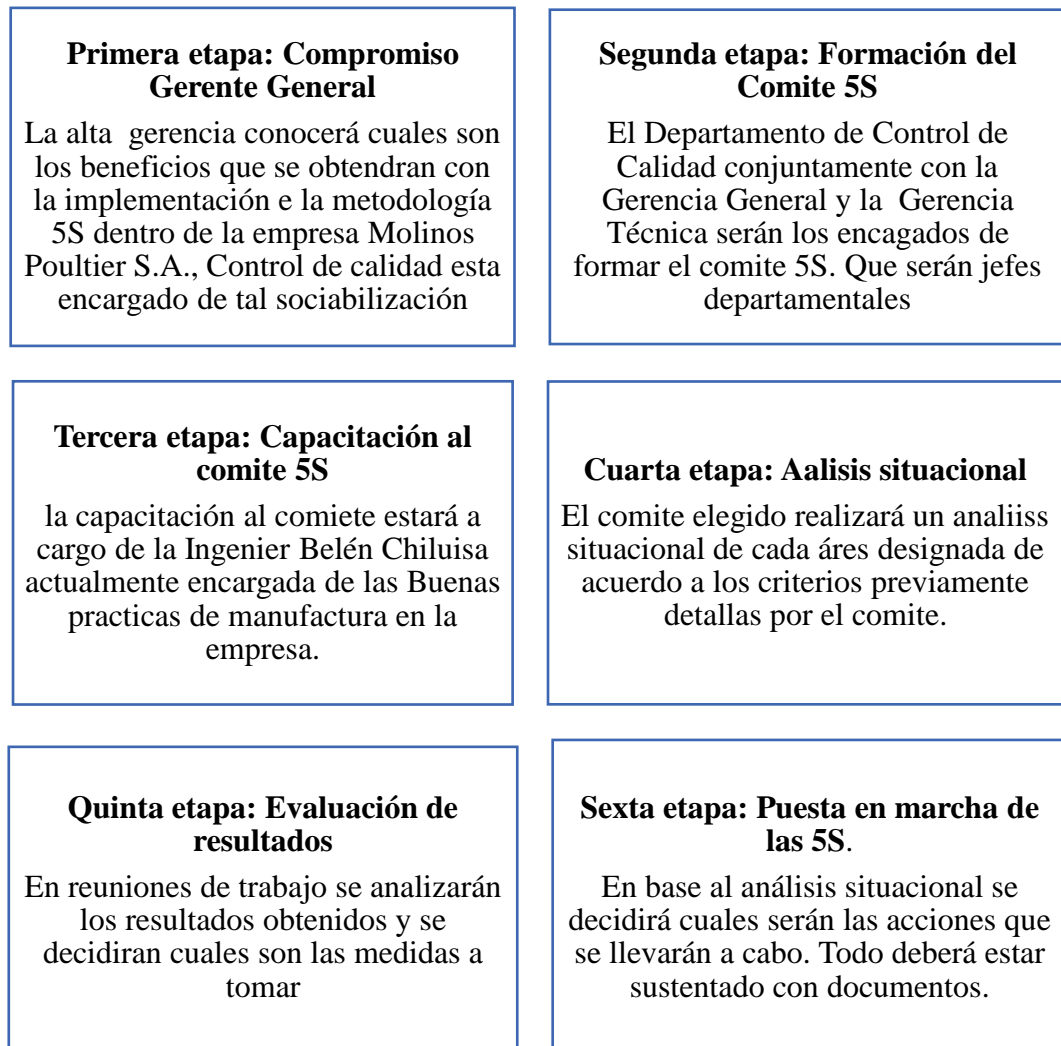 Primera etapa: Compromiso
Gerente General
La alta gerencia conocerá cuales son
los beneficios que se obtendran con
la implementación e la metodología
5S dentro de la empresa Molinos
Poultier S.A., Control de calidad esta
encargado de tal sociabilización
Segunda etapa: Formación del
Comite 5S
El Departamento de Control de
Calidad conjuntamente con la
Gerencia General y la Gerencia
Técnica serán los encagados de
formar el comite 5S. Que serán jefes
departamentales
Tercera etapa: Capacitación al
comite 5S
la capacitación al comiete estará a
cargo de la Ingenier Belén Chiluisa
actualmente encargada de las Buenas
practicas de manufactura en la
empresa.
Cuarta etapa: Aalisis situacional
El comite elegido realizará un analiiss
situacional de cada áres designada de
acuerdo a los criterios previamente
detallas por el comite.
Quinta etapa: Evaluación de
resultados
En reuniones de trabajo se analizarán
los resultados obtenidos y se
decidiran cuales son las medidas a
tomar
Sexta etapa: Puesta en marcha de
las 5S.
En base al análisis situacional se
decidirá cuales serán las acciones que
se llevarán a cabo. Todo deberá estar
sustentado con documentos.